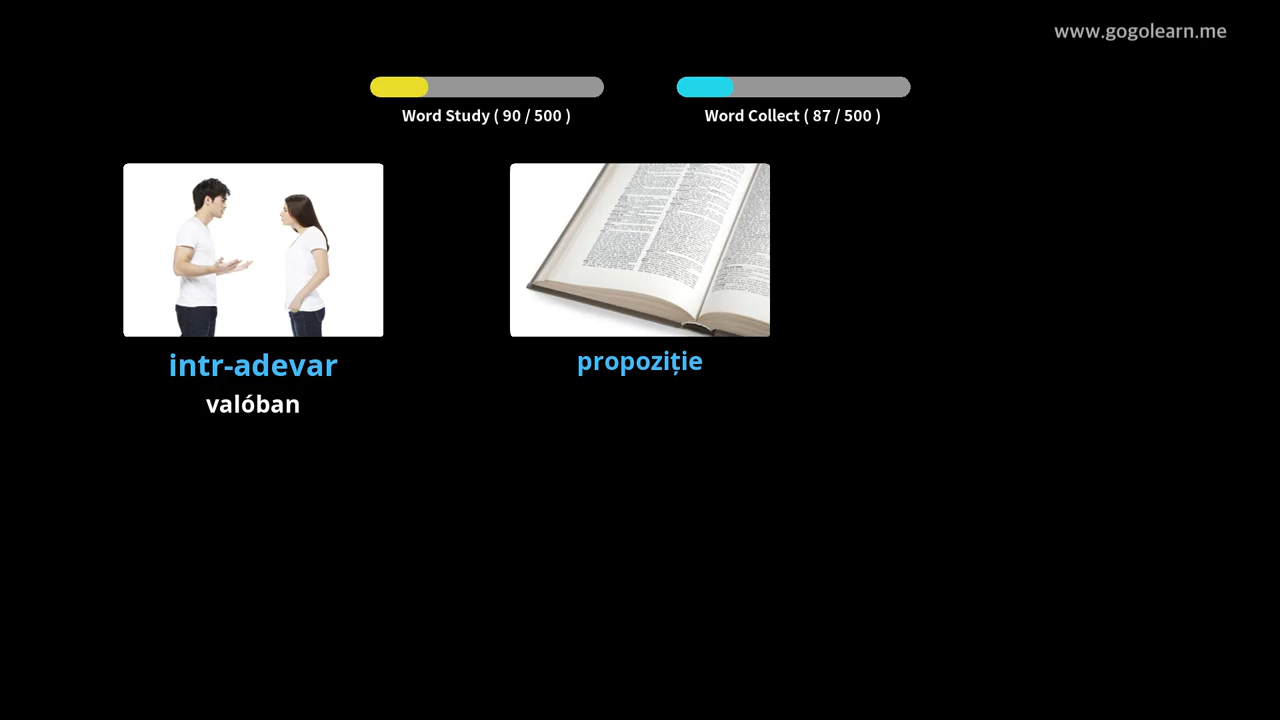 www.gogolearn.me
Word Study ( 90 / 500 )
Word Collect ( 87 / 500 )
intr-adevar
valóban
propoziție